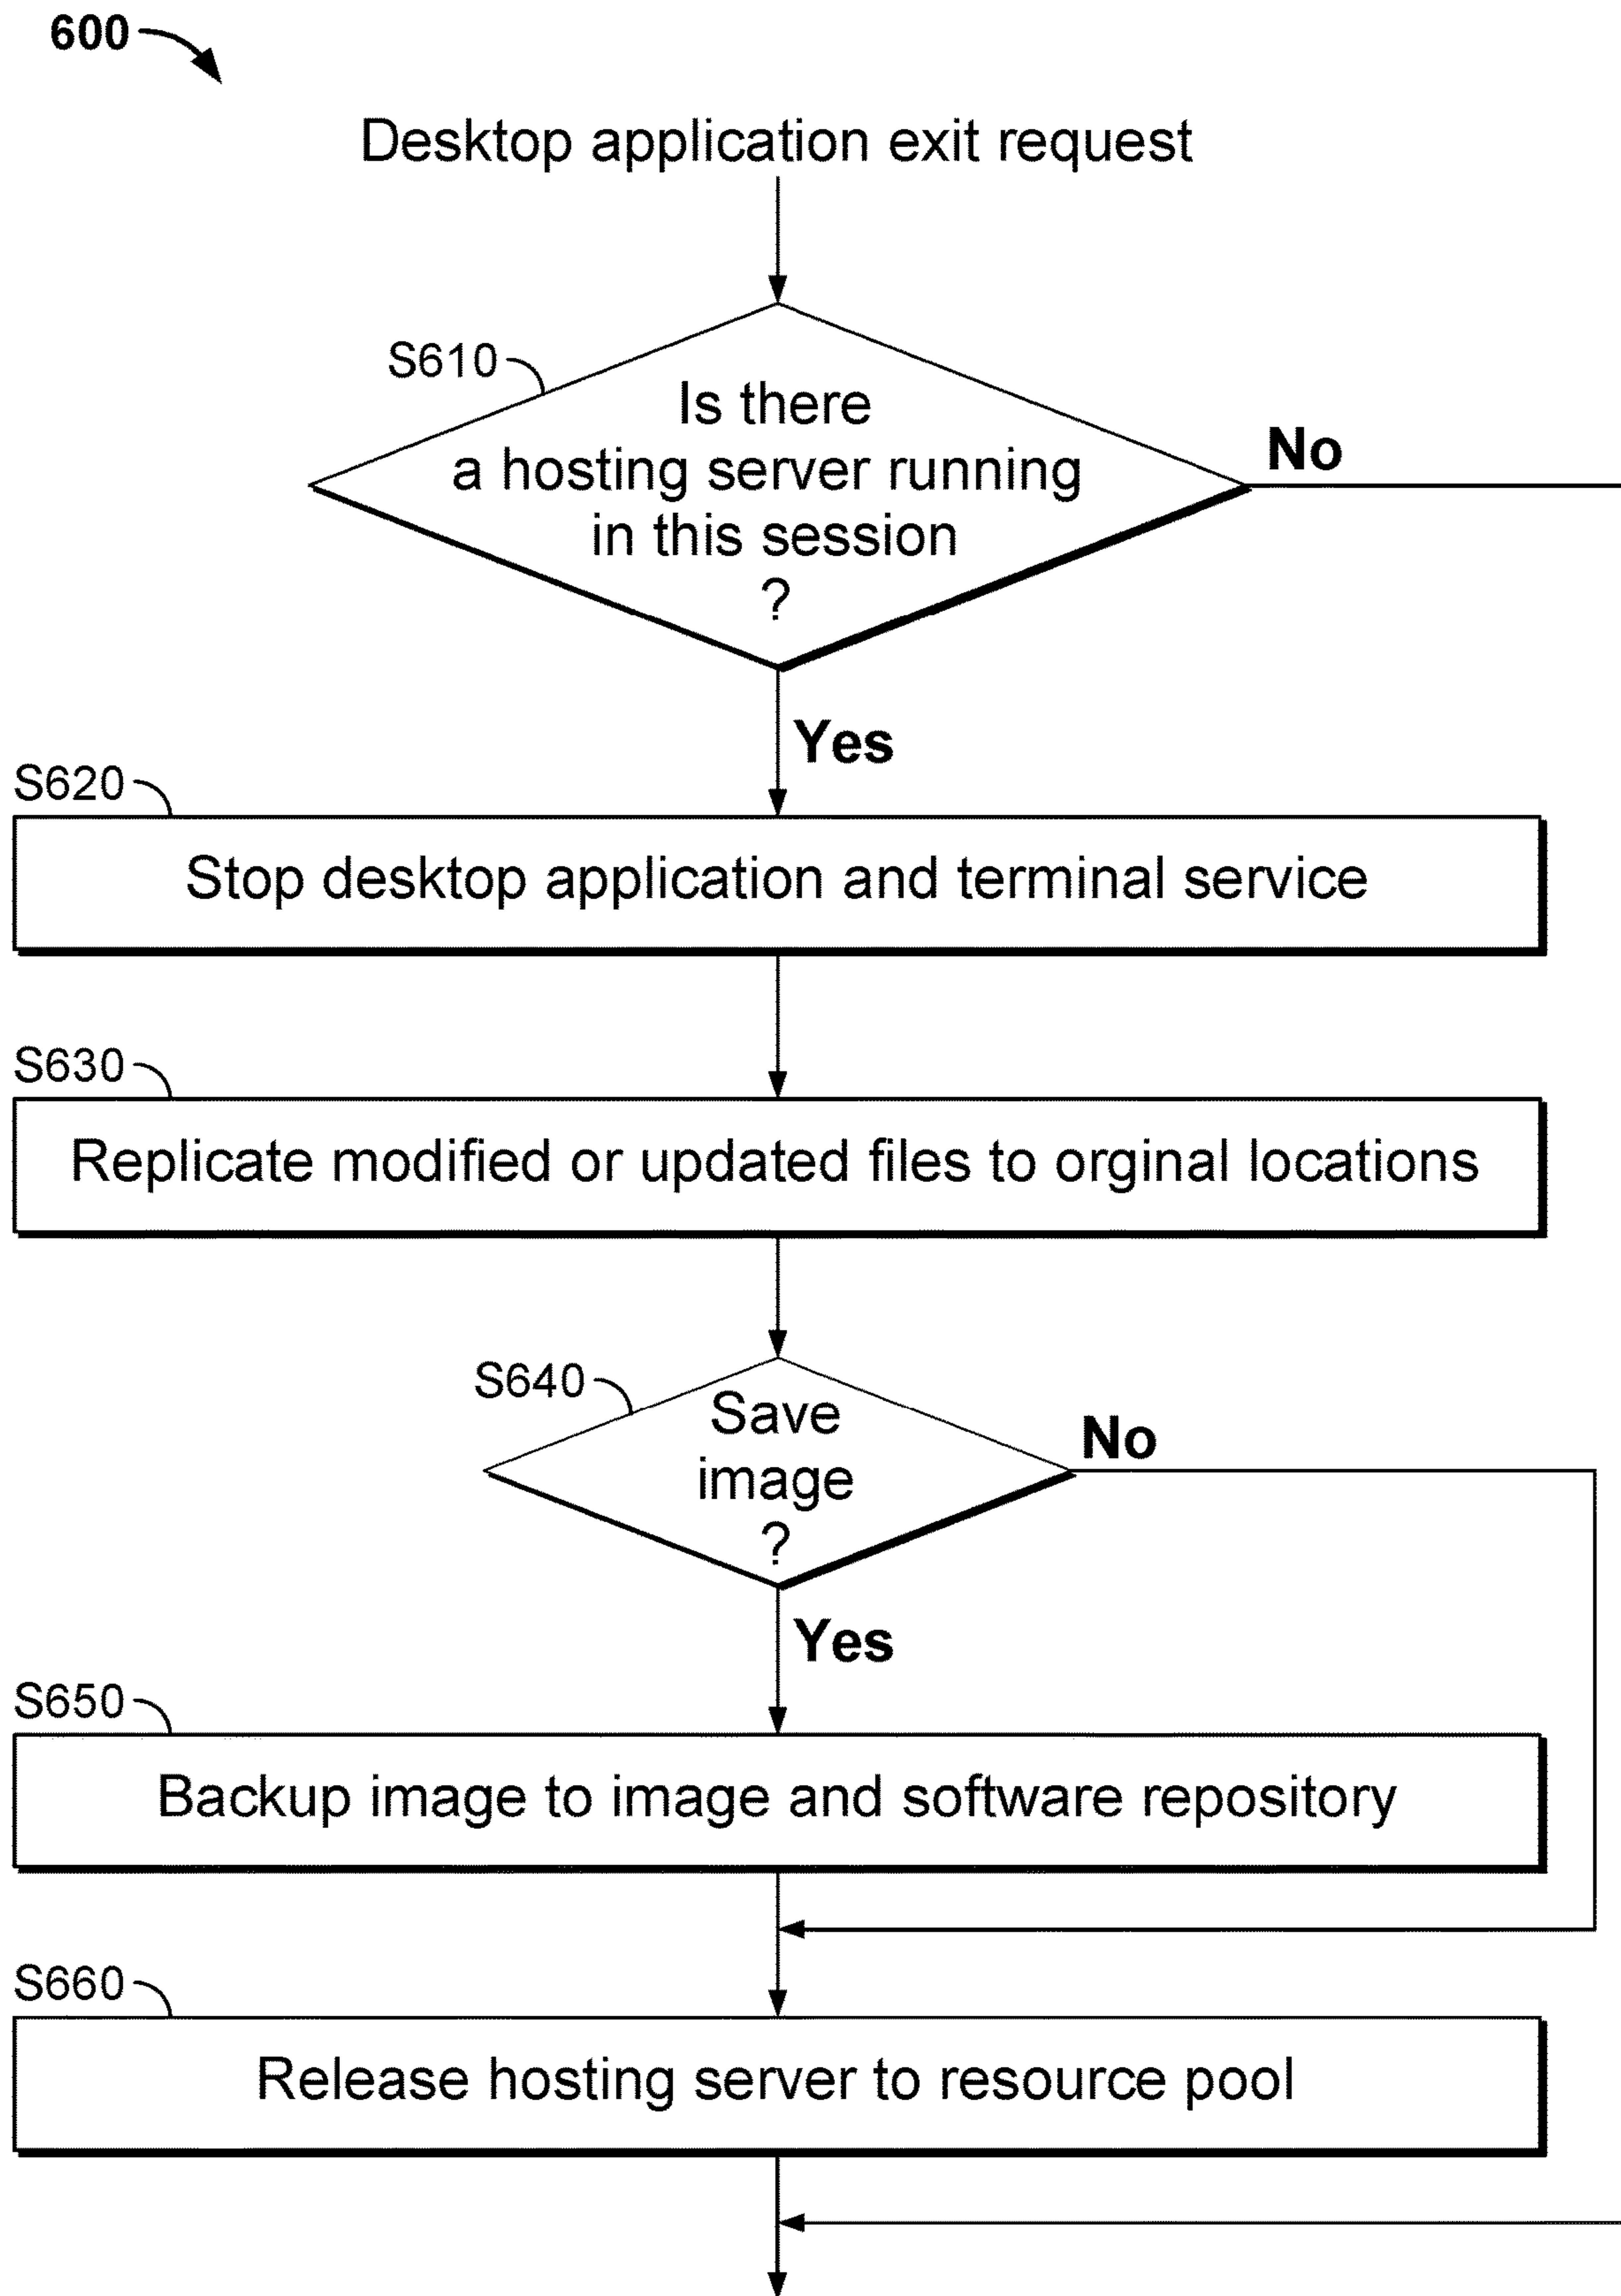 600
Desktop application exit request
S610
Is there
a hosting server running
in this session
?
No
Yes
S620
Stop desktop application and terminal service
S630
Replicate modified or updated files to orginal locations
S640
Save
image
?
No
Yes
S650
Backup image to image and software repository
S660
Release hosting server to resource pool